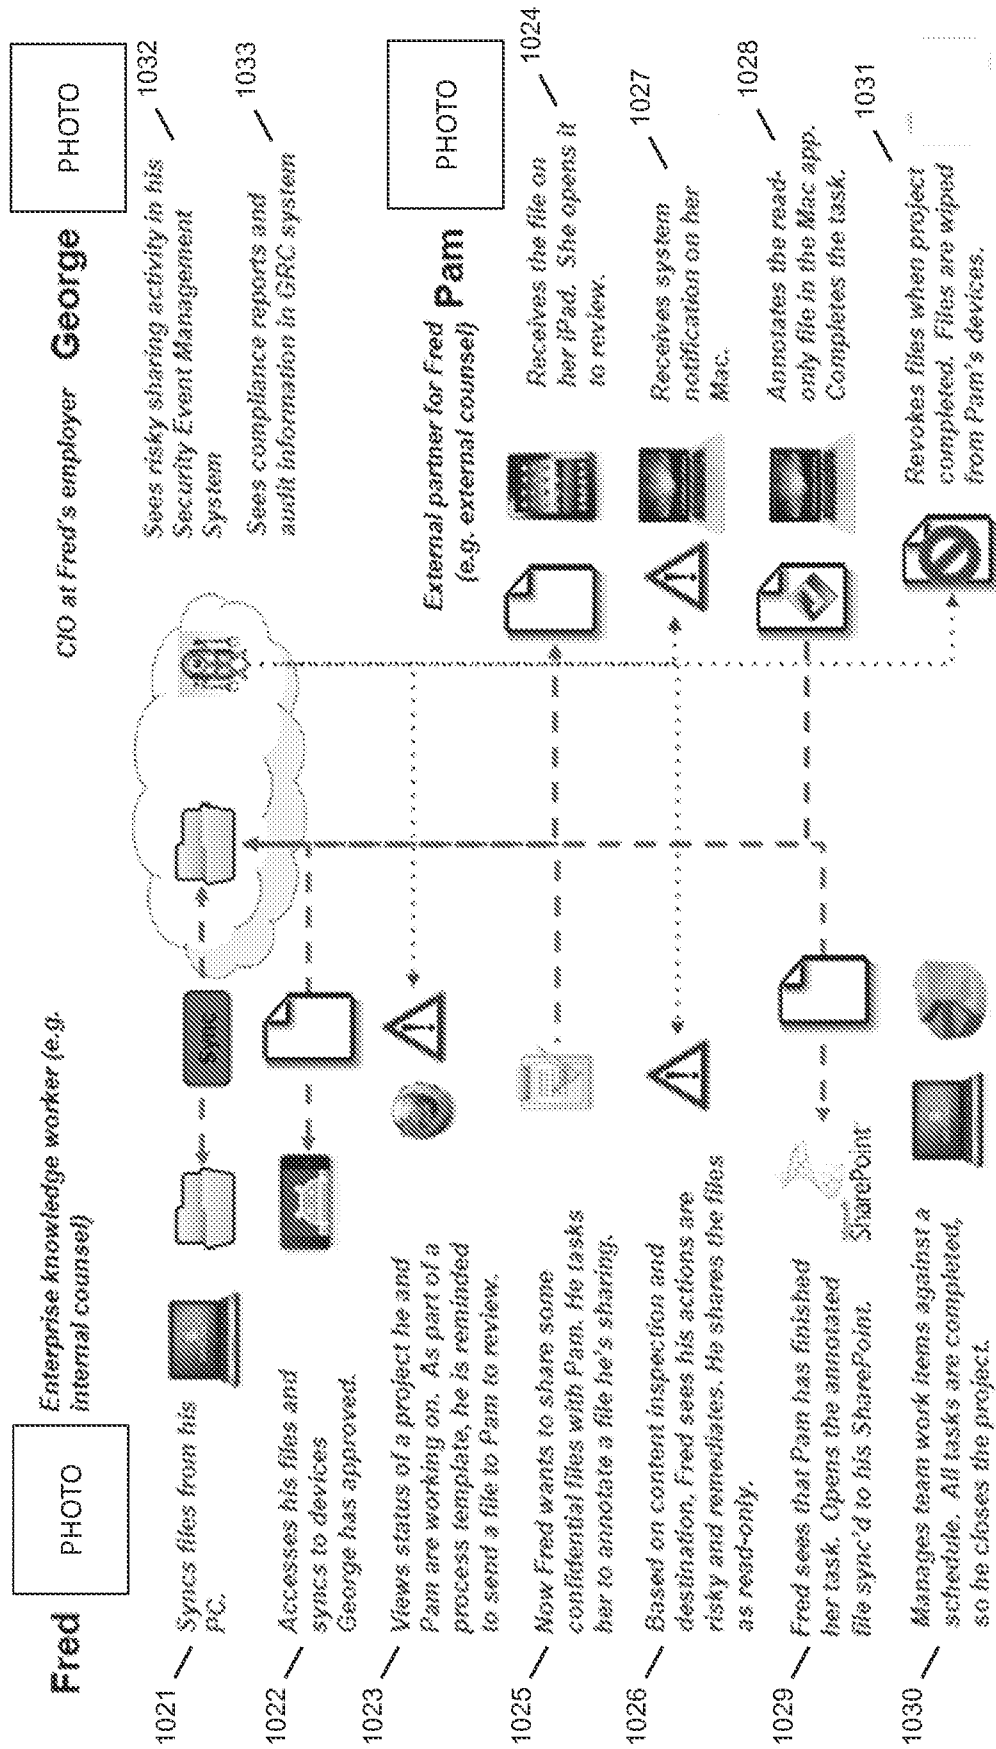 Fred
PHOTO
Enterprise knowledge worker (e.g.
internal counsel)
1021
Syncs files from his
PC.
Sync
1022
Accesses his files and
syncs to devices
George has approved.
1023
Views status of a project he and
Pam are working on. As part of a
process template, he is reminded
to send a file to Pam to review.
1025
Now Fred wants to share some
confidential files with Pam. He tasks
her to annotate a file he's sharing.
1026
Based on content inspection and
destination, Fred sees his actions are
risky and remediates. He shares the files
as read-only.
1029
Fred sees that Pam has finished
her task. Opens the annotated
file sync'd to his SharePoint.
SharePoint
1030
Manages team work items against a
schedule. All tasks are completed,
so he closes the project.
CIO at Fred's employer
George
PHOTO
1032
Sees risky sharing activity in his
Security Event Management
System
1033
Sees compliance reports and
audit information in GRC system
External partner for Fred
(e.g. external counsel)
Pam
PHOTO
1024
Receives the file on
her iPad. She opens it
to review.
1027
Receives system
notification on her
Mac.
1028
Annotates the read-
only file in the Mac app.
Completes the task.
1031
Revokes files when project
completed. Files are wiped
from Pam's devices.